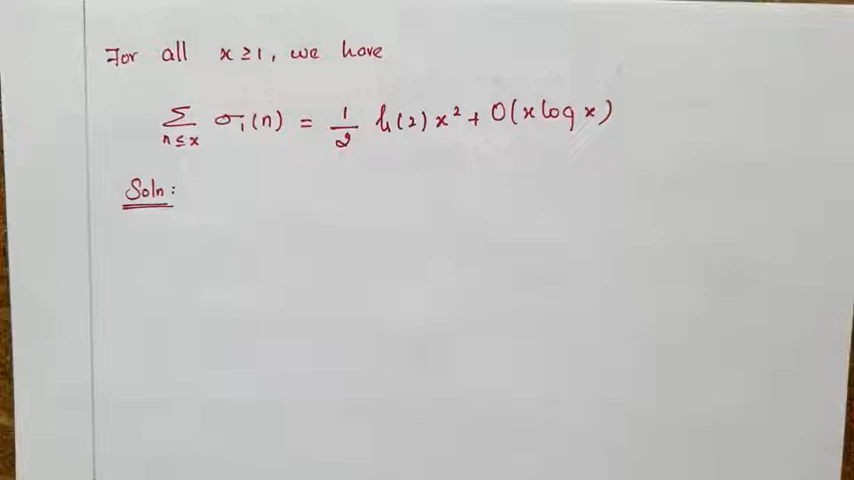 For all x ≥ 1, we have
∑_{n ≤ x} σ₁(n) = 1/2 ζ(2) x² + O(x log x)
Soln: